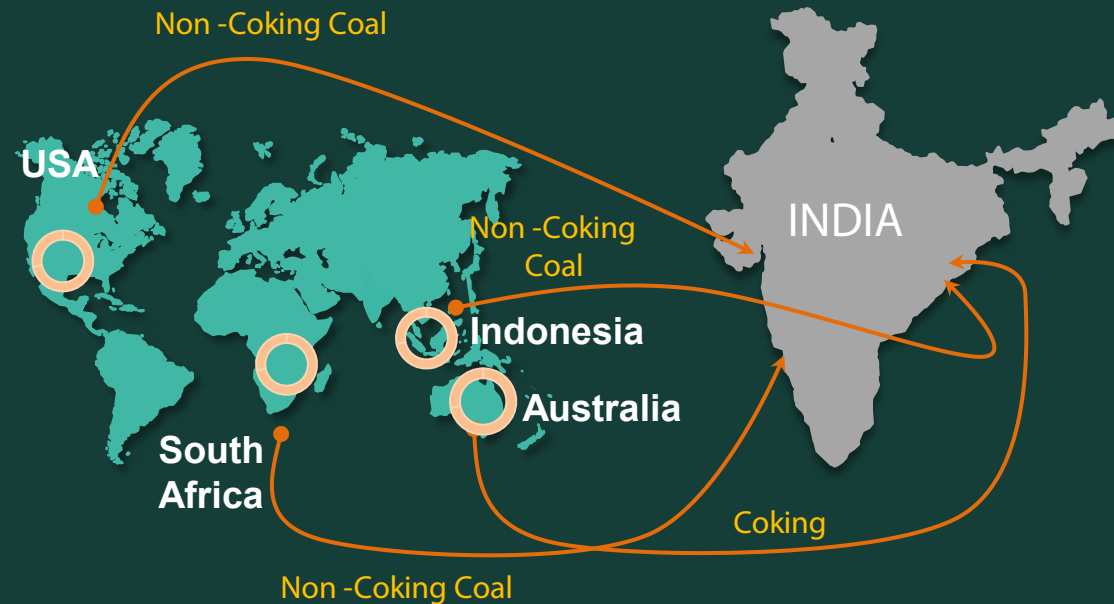 Non -Coking Coal
USA
INDIA
Non -Coking
Coal
Indonesia
Australia
South
Africa
Coking
Non -Coking Coal